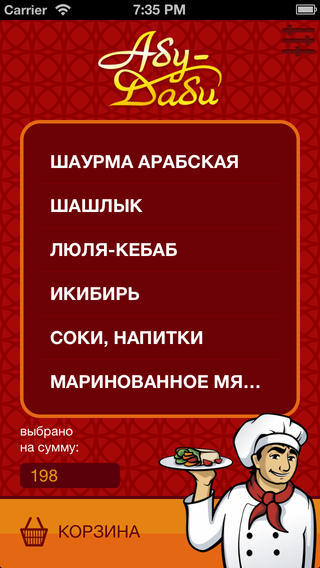 Carrier 7:35 PM
Абу-
Даби
ШАУРМА АРАБСКАЯ
ШАШЛЫК
ЛЮЛЯ-КЕБАБ
ИКИБИРЬ
СОКИ, НАПИТКИ
МАРИНОВАННОЕ МЯ...
выбрано
на сумму:
198
КОРЗИНА